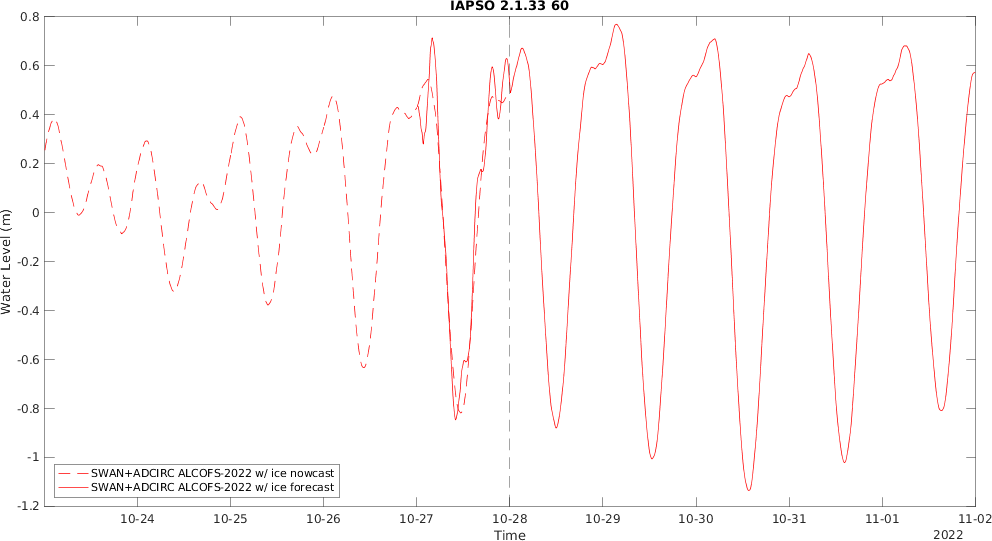 IAPSO 2.1.33 60
0.8
0.6
0.4
0.2
0
-0.2
-0.4
-0.6
-0.8
-1
-1.2
Water Level (m)
SWAN+ADCIRC ALCOFS-2022 w/ ice nowcast
SWAN+ADCIRC ALCOFS-2022 w/ ice forecast
10-24 10-25 10-26 10-27 10-28 10-29 10-30 10-31 11-01 11-02
Time
2022